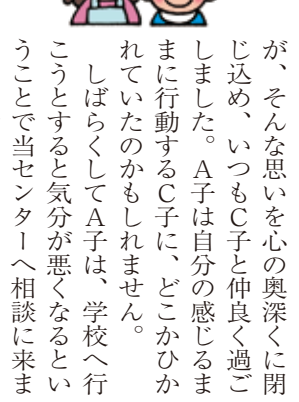 が、そんな思いを心の奥深くに閉
じ込め、いつもC子と仲良く過ご
しました。A子は自分の感じるま
まに行動するC子に、どこかひか
れていたのかもしれません。
しばらくしてA子は、学校へ行
こうとすると気分が悪くなるとい
うことで当センターへ相談に来ま